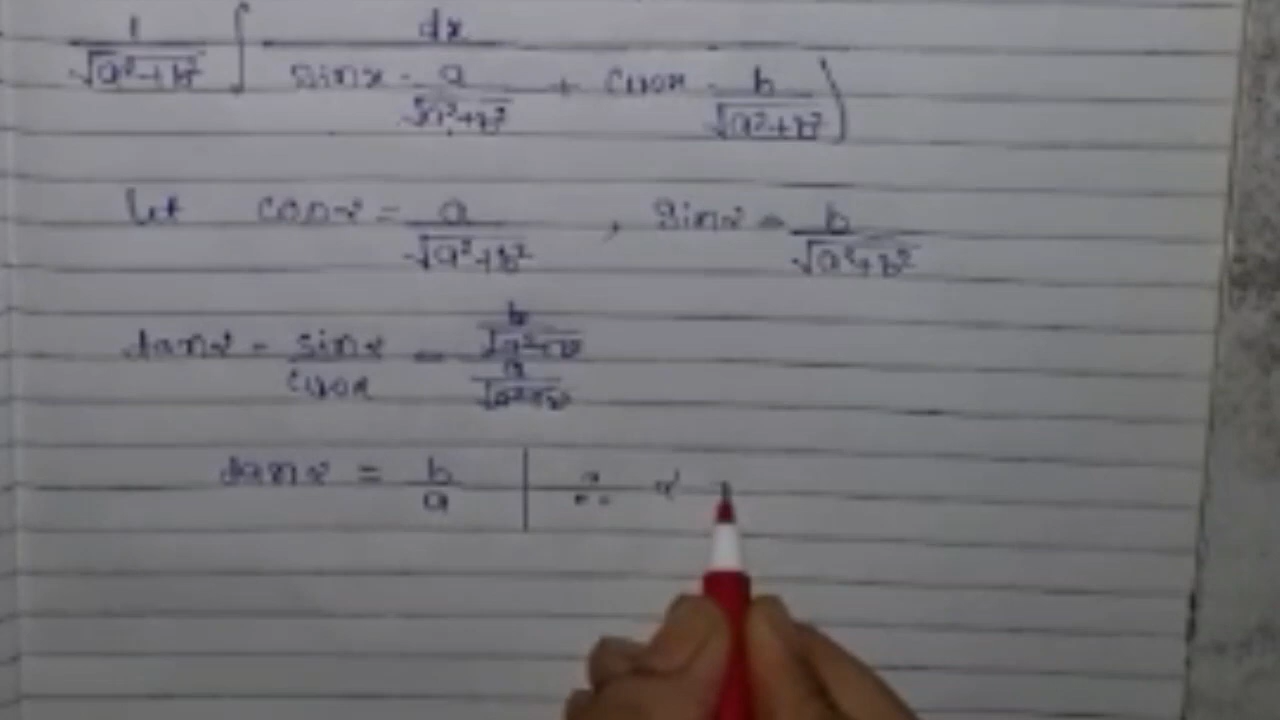 1/√(a²+b²) ∫ dx / (sinx · a/√(a²+b²) + cosx · b/√(a²+b²))
Let cosα = a/√(a²+b²) , sinα = b/√(a²+b²)
tanα = sinα/cosα = (b/√(a²+b²))/(a/√(a²+b²))
tanα = b/a | ∴ α